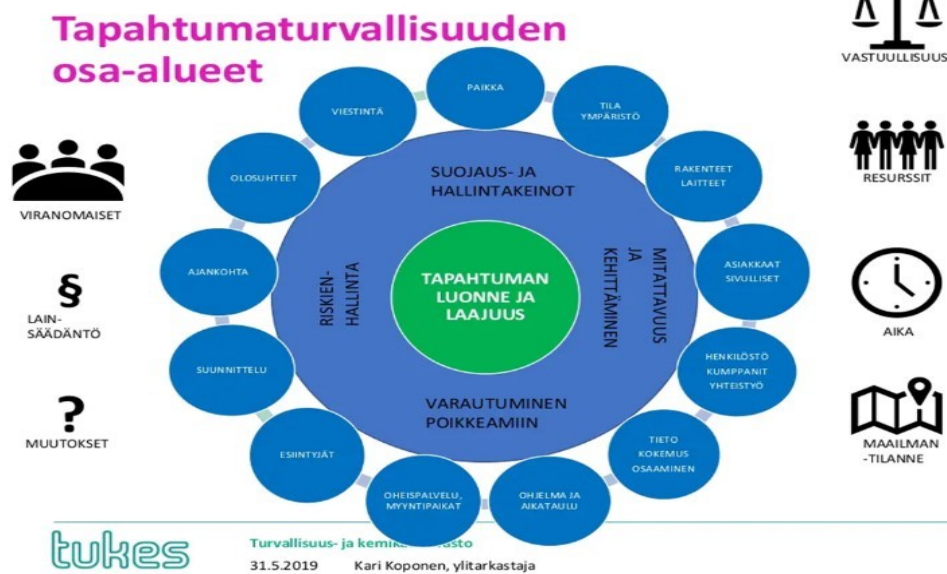 Tapahtumaturvallisuuden
osa-alueet
VIRANOMAISET
§
LAIN-
SÄÄDÄNTÖ
?
MUUTOKSET
PAIKKA
TILA
YMPÄRISTÖ
RAKENTEET
LAITTEET
ASIAKKAAT
SIVULLISET
HENKILÖSTÖ
KUMPPANIT
YHTEISTYÖ
TIETO
KOKEMUS
OSAAMINEN
OHJELMA JA
AIKATAULU
OHEISPALVELU,
MYYNTIPAIKAT
ESIINTYJÄT
SUUNNITTELU
AJANKOHTA
OLOSUHTEET
VIESTINTÄ
SUOJAUS- JA
HALLINTAKEINOT
MITATTAVUUS
JA
KEHITTÄMINEN
VARAUTUMINEN
POIKKEAMIIN
RISKIEN-
HALLINTA
TAPAHTUMAN
LUONNE JA
LAAJUUS
VASTUULLISUUS
RESURSSIT
AIKA
MAAILMAN
-TILANNE
tukes
Turvallisuus- ja
31.5.2019 Kari Koponen, ylitarkastaja